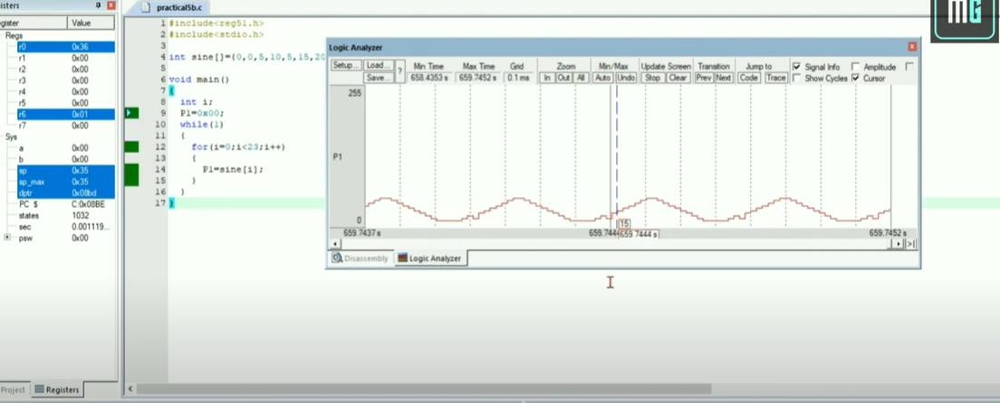 isters
practical5b.c
MG
gister Value
Regs
r0 0x36
r1 0x00
r2 0x00
r3 0x00
r4 0x00
r5 0x00
r6 0x01
r7 0x00
Sys
a 0x00
b 0x00
sp 0x35
sp_max 0x35
dptr 0x08bd
PC $ C:0x08BE
states 1032
sec 0.001119...
psw 0x00
Project Registers
1 #include<reg51.h>
2 #include<stdio.h>
3
4 int sine[]={0,0,5,10,5,15,20
5
6 void main()
7 {
8 int i;
9 P1=0x00;
10 while(1)
11 {
12 for(i=0;i<23;i++)
13 {
14 P1=sine[i];
15 }
16 }
17 }
Logic Analyzer
Setup... Load... Save... ?
Min Time Max Time Grid Zoom Min/Max Update Screen Transition Jump to Signal Info Amplitude
658.4353 s 659.7452 s 0.1 ms In Out All Auto Undo Stop Clear Prev Next Code Trace Show Cycles Cursor
255
P1
0
15
659.7437 s 659.7444 659.7444 s 659.7452 s
Disassembly Logic Analyzer